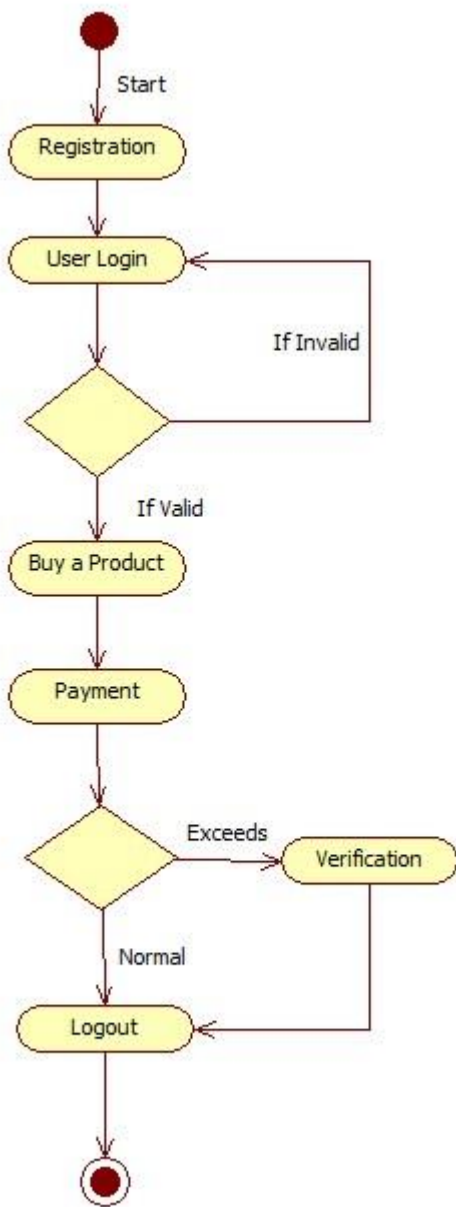 Start
Registration
User Login
If Invalid
If Valid
Buy a Product
Payment
Exceeds
Verification
Normal
Logout